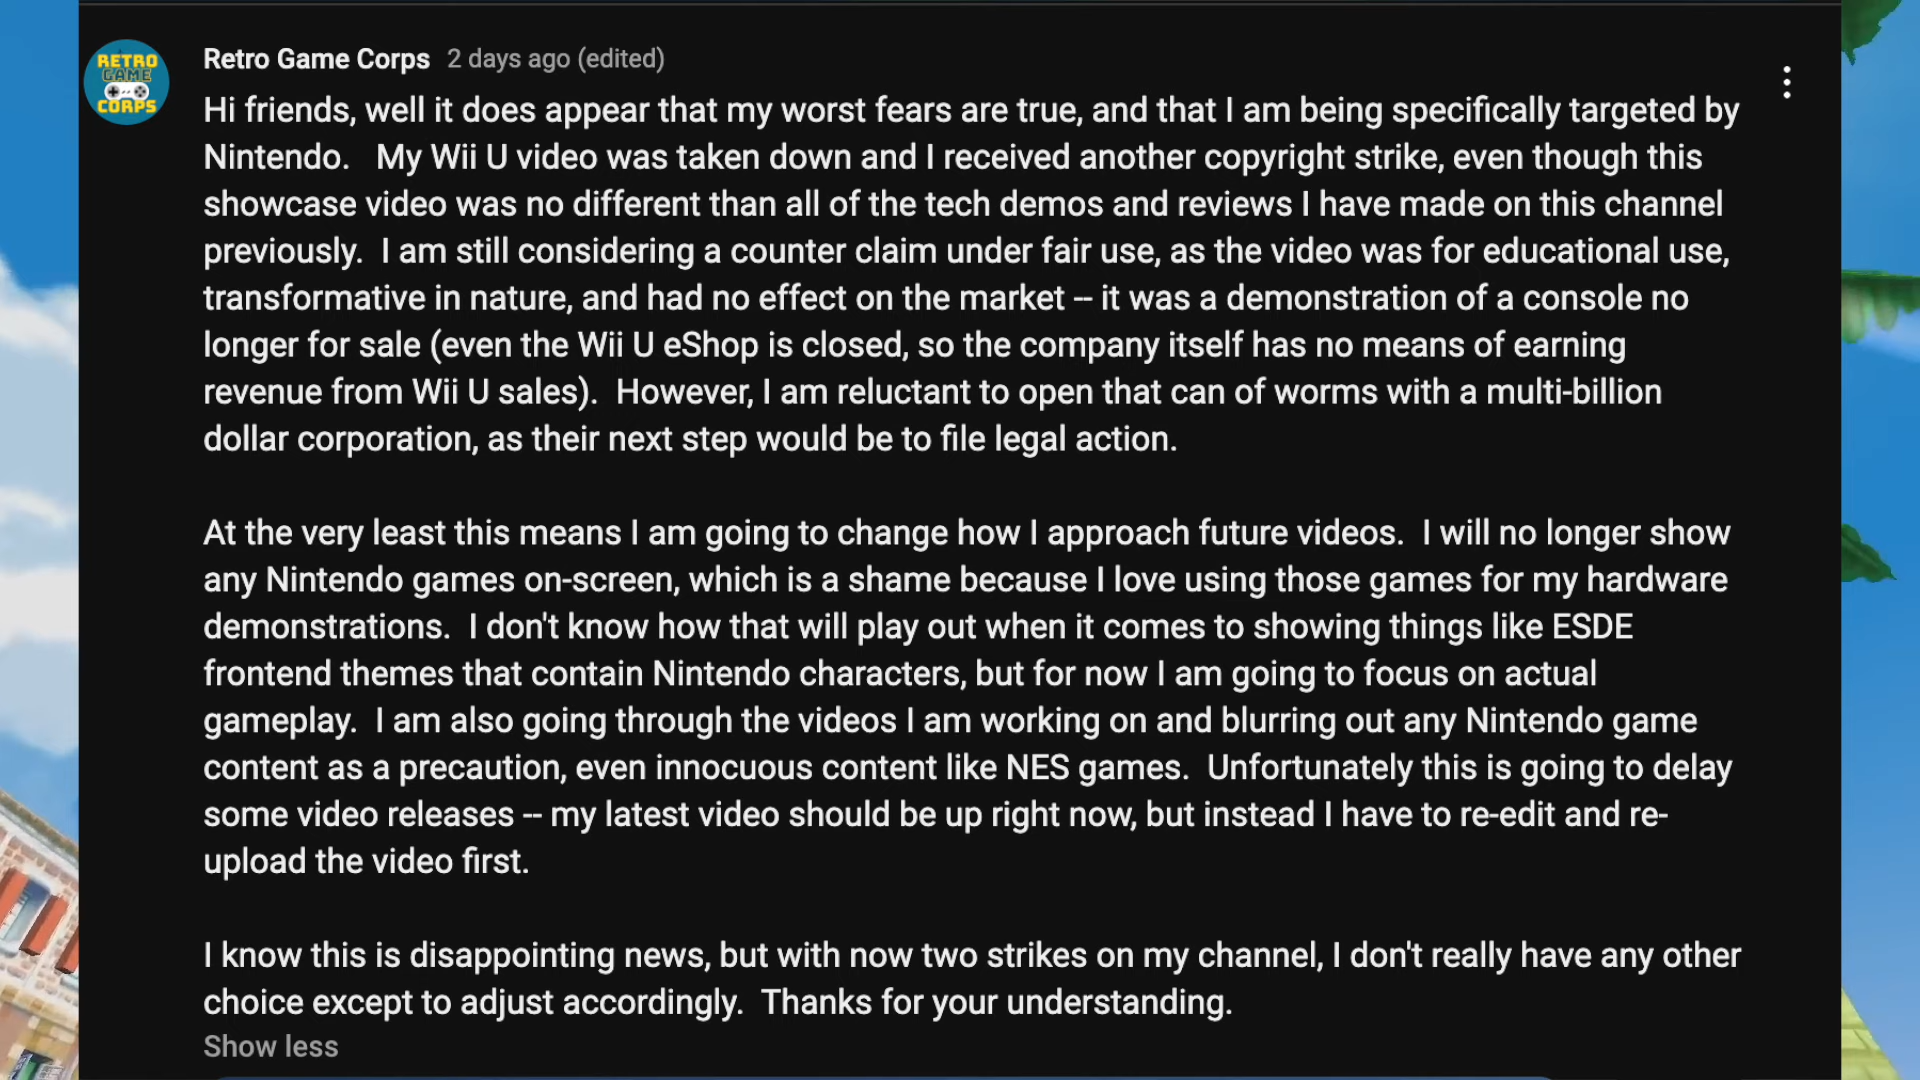 RETRO
GAME
CORPS
Retro Game Corps 2 days ago (edited)
Hi friends, well it does appear that my worst fears are true, and that I am being specifically targeted by
Nintendo.   My Wii U video was taken down and I received another copyright strike, even though this
showcase video was no different than all of the tech demos and reviews I have made on this channel
previously.  I am still considering a counter claim under fair use, as the video was for educational use,
transformative in nature, and had no effect on the market -- it was a demonstration of a console no
longer for sale (even the Wii U eShop is closed, so the company itself has no means of earning
revenue from Wii U sales).  However, I am reluctant to open that can of worms with a multi-billion
dollar corporation, as their next step would be to file legal action.
At the very least this means I am going to change how I approach future videos.  I will no longer show
any Nintendo games on-screen, which is a shame because I love using those games for my hardware
demonstrations.  I don't know how that will play out when it comes to showing things like ESDE
frontend themes that contain Nintendo characters, but for now I am going to focus on actual
gameplay.  I am also going through the videos I am working on and blurring out any Nintendo game
content as a precaution, even innocuous content like NES games.  Unfortunately this is going to delay
some video releases -- my latest video should be up right now, but instead I have to re-edit and re-
upload the video first.
I know this is disappointing news, but with now two strikes on my channel, I don't really have any other
choice except to adjust accordingly.  Thanks for your understanding.
Show less